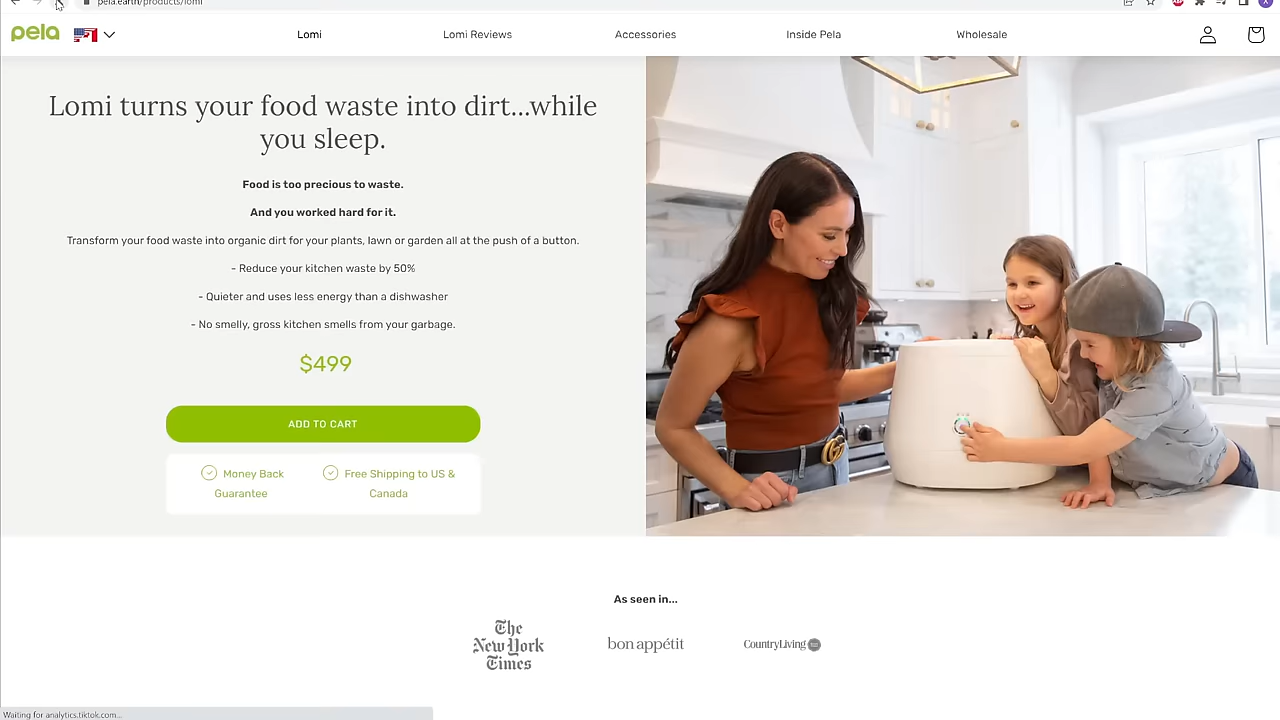 pela.earth/products/lomi
pela
Lomi
Lomi Reviews
Accessories
Inside Pela
Wholesale
Lomi turns your food waste into dirt...while
you sleep.
Food is too precious to waste.
And you worked hard for it.
Transform your food waste into organic dirt for your plants, lawn or garden all at the push of a button.
- Reduce your kitchen waste by 50%
- Quieter and uses less energy than a dishwasher
- No smelly, gross kitchen smells from your garbage.
$499
ADD TO CART
Money Back
Guarantee
Free Shipping to US &
Canada
As seen in...
The
New York
Times
bon appétit
CountryLiving
Waiting for analytics.tiktok.com...